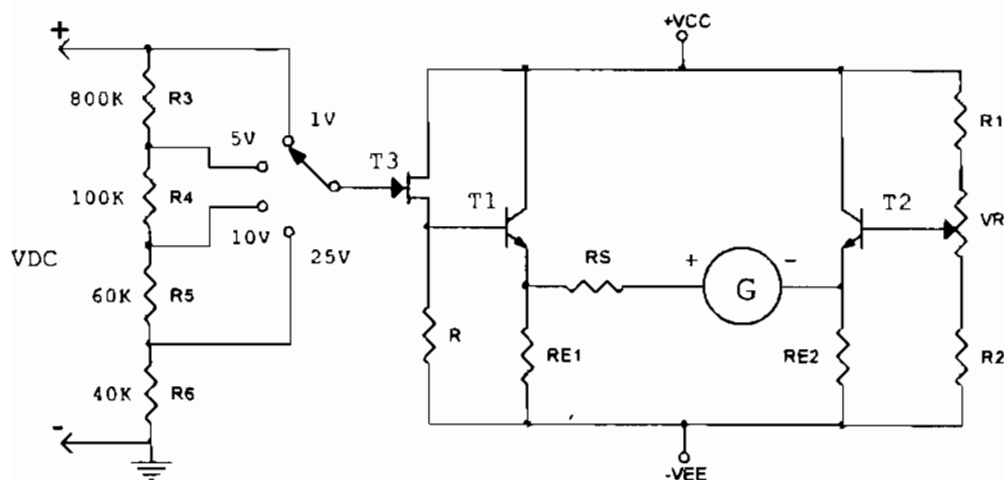 +VCC
+
800K R3
1V
5V
R1
T3
100K R4
T1
T2
VR
10V
VDC
25V
RS
+ -
G
60K R5
R
RE1
RE2
R2
40K R6
-
-VEE